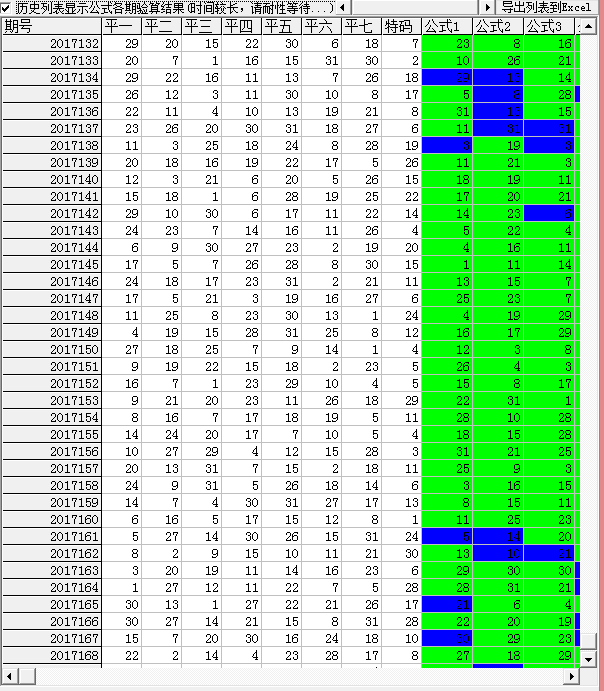 历史列表显示公式各期验算结果(时间较长,请耐性等待...) 导出列表到Excel
期号 平一 平二 平三 平四 平五 平六 平七 特码 公式1 公式2 公式3
2017132 29 20 15 22 30 6 18 7 23 8 16
2017133 20 7 1 16 15 31 30 2 10 26 21
2017134 29 22 16 11 13 7 26 18 29 13 14
2017135 26 12 3 11 30 10 8 17 5 8 28
2017136 22 11 4 10 13 19 21 8 31 13 15
2017137 23 26 20 30 31 18 27 6 11 31 31
2017138 11 3 25 18 24 8 28 19 3 19 3
2017139 20 18 16 19 22 17 5 26 11 21 3
2017140 12 3 21 6 20 5 26 15 18 19 11
2017141 15 18 1 6 28 19 25 22 17 20 21
2017142 29 10 30 6 17 11 22 14 14 23
2017143 24 23 7 14 16 11 26 4 5 22 4
2017144 6 9 30 27 23 2 19 20 4 16 11
2017145 17 5 7 26 28 8 30 15 1 11 14
2017146 24 18 17 23 31 2 21 11 13 15 7
2017147 17 5 21 3 19 16 27 6 25 23 7
2017148 11 25 8 23 30 13 1 24 4 19 29
2017149 4 19 15 28 31 25 8 12 16 17 29
2017150 27 18 25 7 9 14 1 4 12 3 8
2017151 9 19 22 15 18 2 23 5 26 4 3
2017152 16 7 1 23 29 10 4 5 15 8 17
2017153 9 21 20 23 11 26 18 29 22 31 1
2017154 8 16 7 17 18 19 5 11 28 10 28
2017155 14 24 20 17 7 10 5 4 18 15 28
2017156 10 27 29 4 12 15 28 3 31 21 25
2017157 20 13 31 7 15 2 18 11 25 9 3
2017158 24 9 31 5 26 18 14 6 3 16 15
2017159 14 7 4 30 31 27 17 13 8 15 11
2017160 6 16 5 17 15 12 8 1 11 25 23
2017161 5 27 14 30 26 15 31 24 6 14 20
2017162 8 2 9 15 10 11 21 30 13 10 21
2017163 3 20 19 11 14 16 23 6 29 30 30
2017164 1 27 12 11 22 7 5 28 28 31 21
2017165 30 13 1 27 22 21 26 17 21 6 4
2017166 30 27 14 21 15 8 31 28 22 20 19
2017167 15 7 20 30 16 24 18 10 30 29 23
2017168 22 2 14 4 23 28 17 8 27 18 29